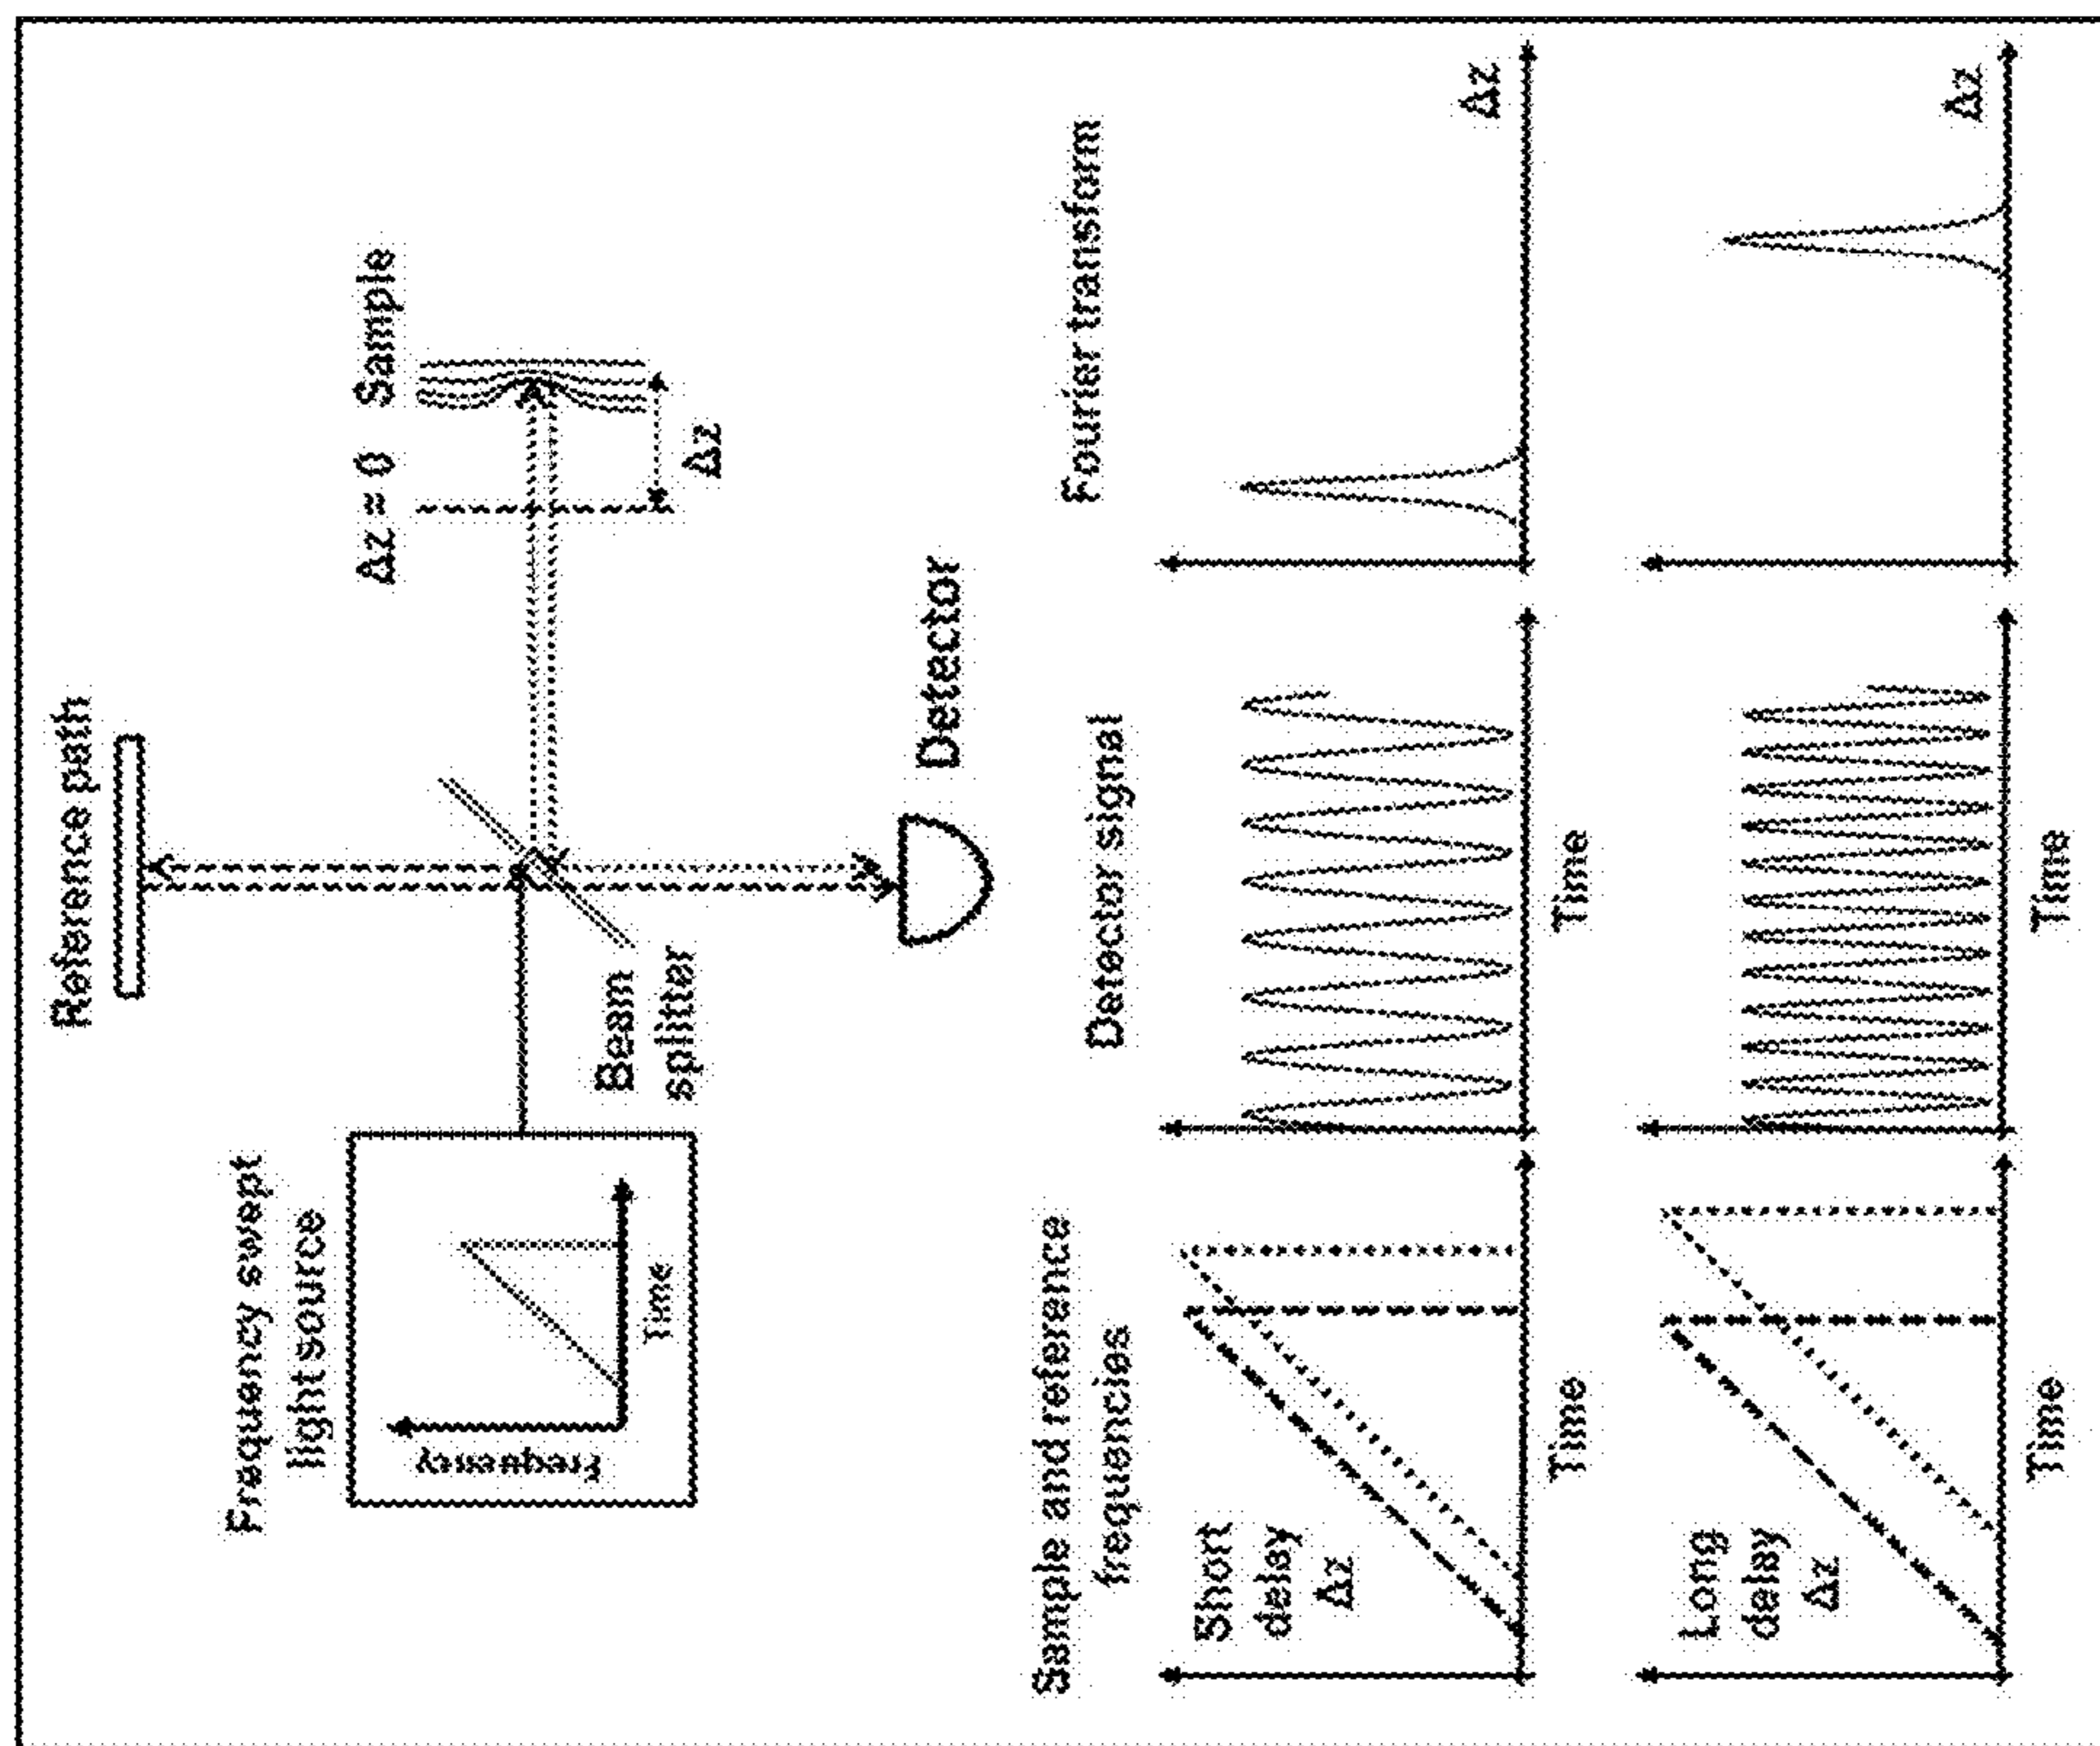 Reference path
Frequency swept
light source
Frequency
Time
Δz = 0
Sample
Δz
Beam
splitter
Detector
Sample and reference
frequencies
Detector signal
Fourier transform
Short
delay
Δz
Time
Time
Δz
Long
delay
Δz
Time
Time
Δz